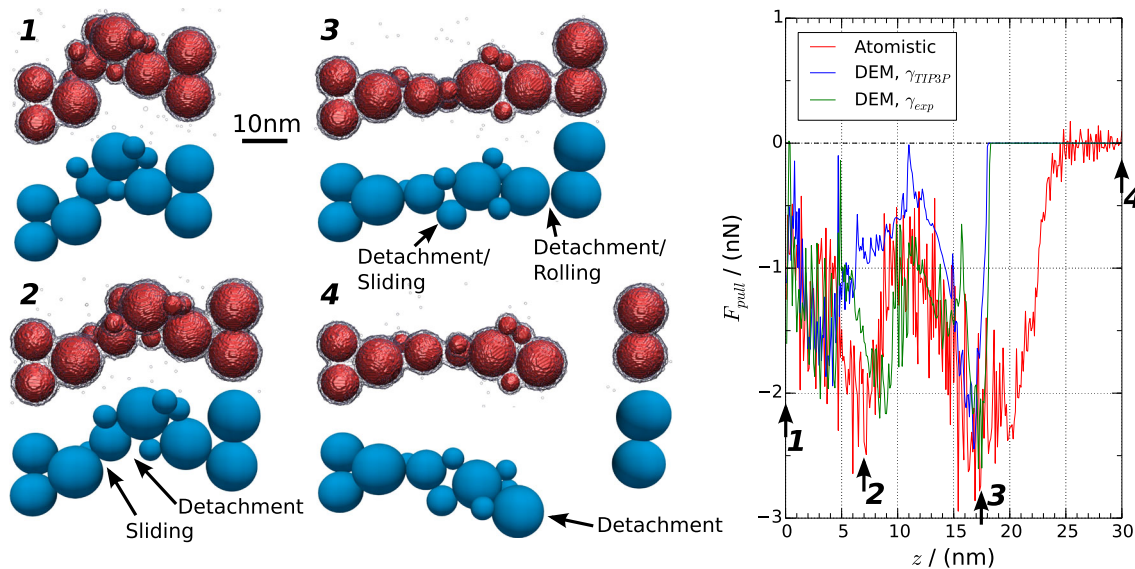 1
10nm
3
Detachment/
Sliding
Detachment/
Rolling
2
Sliding
Detachment
4
Detachment
Atomistic
DEM, γTIP3P
DEM, γexp
Fpull / (nN)
1
0
−1
−2
−3
0 5 10 15 20 25 30
z / (nm)
1
2
3
4